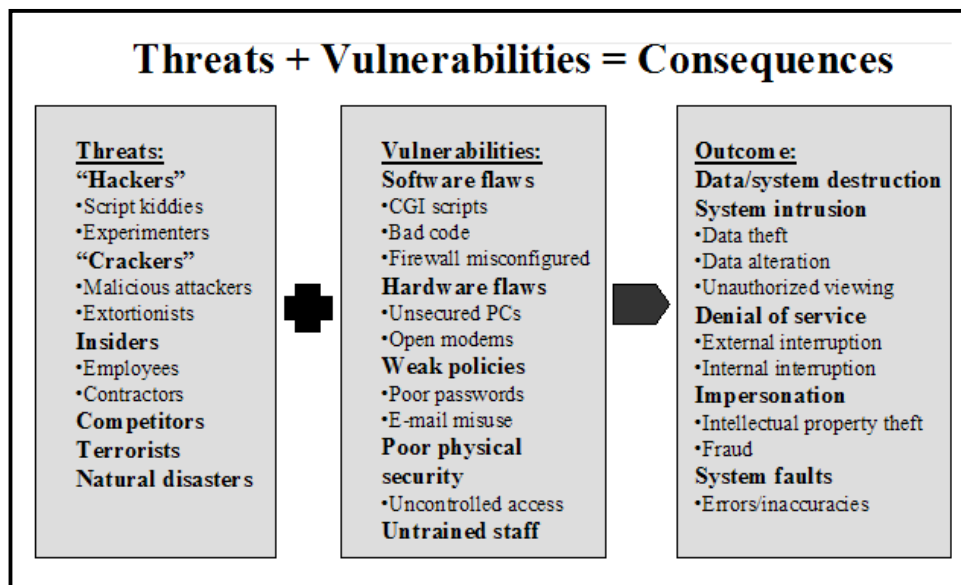 Threats + Vulnerabilities = Consequences
Threats:
“Hackers”
•Script kiddies
•Experimenters
“Crackers”
•Malicious attackers
•Extortionists
Insiders
•Employees
•Contractors
Competitors
Terrorists
Natural disasters
Vulnerabilities:
Software flaws
•CGI scripts
•Bad code
•Firewall misconfigured
Hardware flaws
•Unsecured PCs
•Open modems
Weak policies
•Poor passwords
•E-mail misuse
Poor physical
security
•Uncontrolled access
Untrained staff
Outcome:
Data/system destruction
System intrusion
•Data theft
•Data alteration
•Unauthorized viewing
Denial of service
•External interruption
•Internal interruption
Impersonation
•Intellectual property theft
•Fraud
System faults
•Errors/inaccuracies